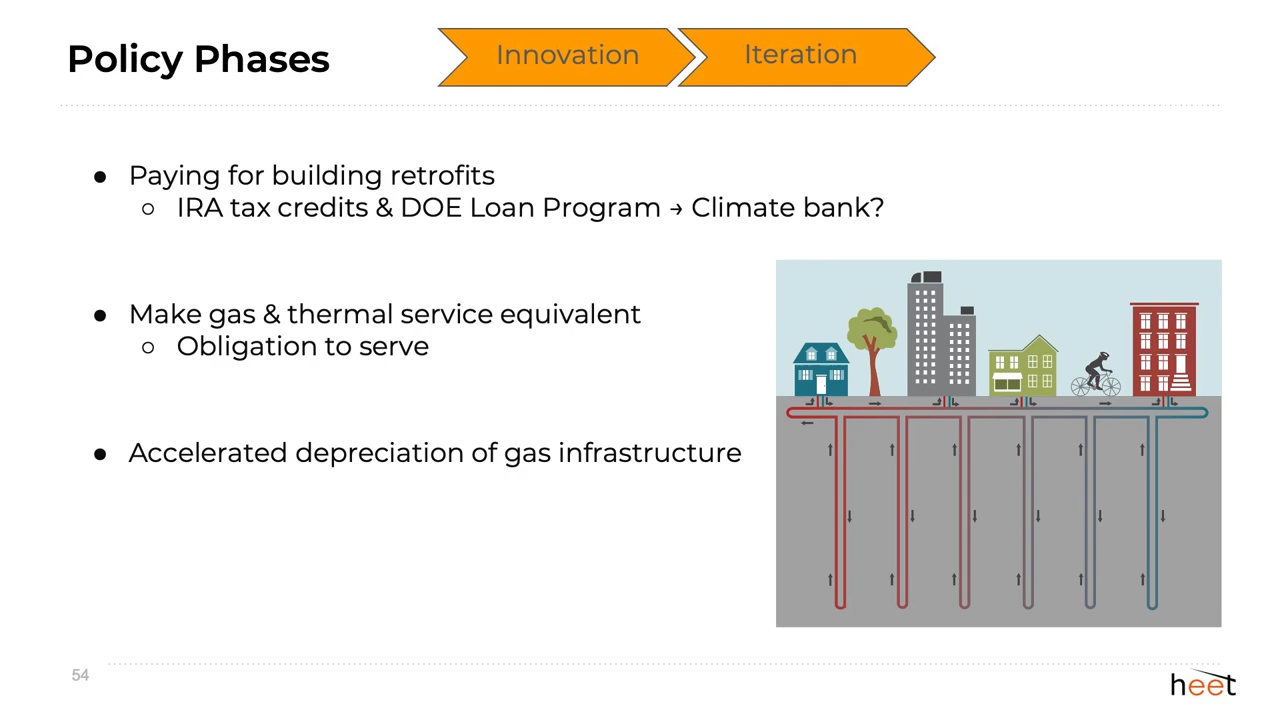 Policy Phases
Innovation
Iteration
● Paying for building retrofits
○ IRA tax credits & DOE Loan Program → Climate bank?
● Make gas & thermal service equivalent
○ Obligation to serve
● Accelerated depreciation of gas infrastructure
54
heet